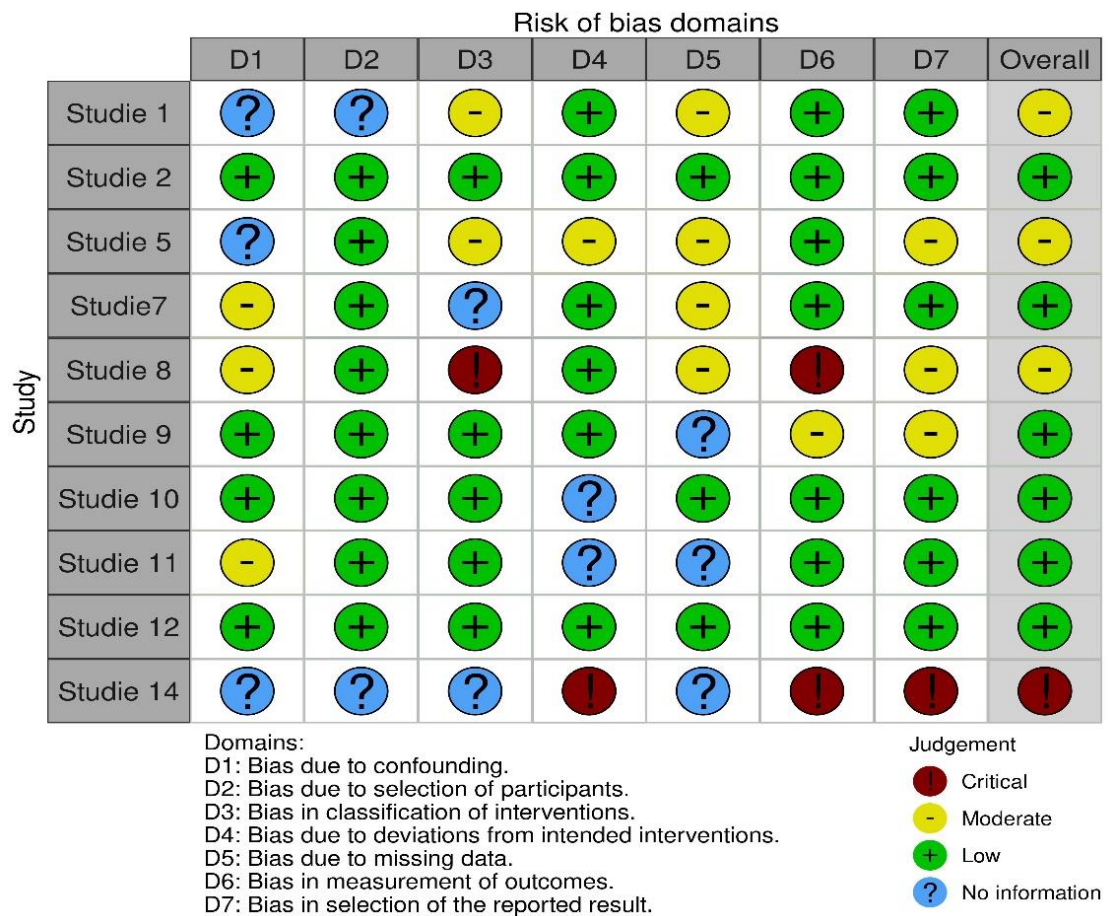 Risk of bias domains
D1 D2 D3 D4 D5 D6 D7 Overall
Study
Studie 1 ? ? - + - + + -
Studie 2 + + + + + + + +
Studie 5 ? + - - - + - -
Studie7 - + ? + - + + +
Studie 8 - + ! + - ! - -
Studie 9 + + + + ? - - +
Studie 10 + + + ? + + + +
Studie 11 - + + ? ? + + +
Studie 12 + + + + + + + +
Studie 14 ? ? ? ! ? ! ! !
Domains:
D1: Bias due to confounding.
D2: Bias due to selection of participants.
D3: Bias in classification of interventions.
D4: Bias due to deviations from intended interventions.
D5: Bias due to missing data.
D6: Bias in measurement of outcomes.
D7: Bias in selection of the reported result.
Judgement
! Critical
- Moderate
+ Low
? No information